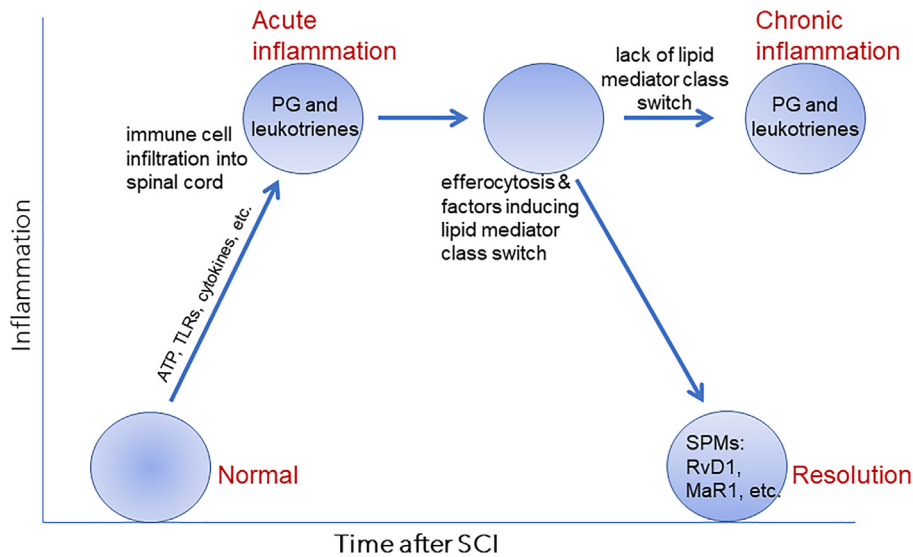 Acute
inflammation
PG and
leukotrienes
immune cell
infiltration into
spinal cord
ATP, TLRs, cytokines, etc.
Normal
efferocytosis &
factors inducing
lipid mediator
class switch
lack of lipid
mediator class
switch
Chronic
inflammation
PG and
leukotrienes
SPMs:
RvD1,
MaR1, etc.
Resolution
Inflammation
Time after SCI